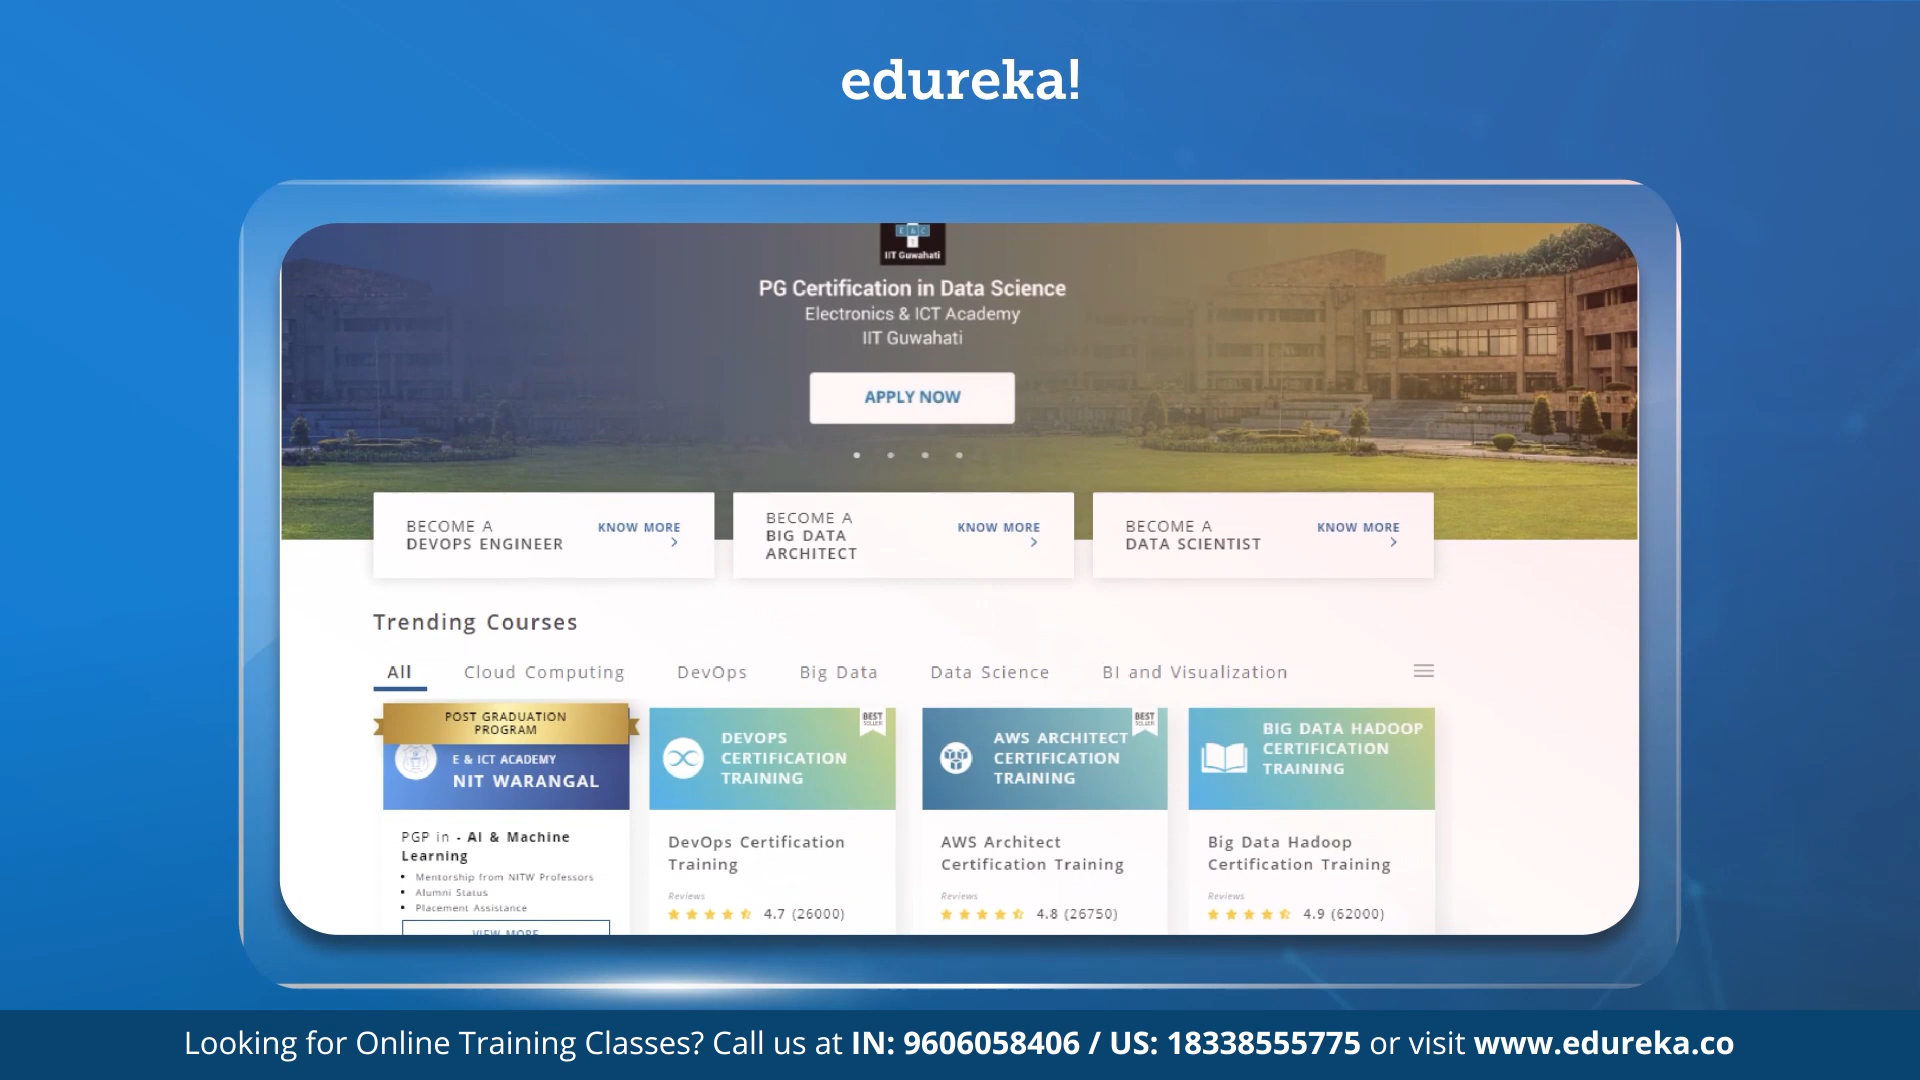 edureka!
E & C
T
IIT Guwahati
PG Certification in Data Science
Electronics & ICT Academy
IIT Guwahati
APPLY NOW
BECOME A
DEVOPS ENGINEER
KNOW MORE
BECOME A
BIG DATA
ARCHITECT
KNOW MORE
BECOME A
DATA SCIENTIST
KNOW MORE
Trending Courses
All Cloud Computing DevOps Big Data Data Science BI and Visualization
POST GRADUATION
PROGRAM
E & ICT ACADEMY
NIT WARANGAL
PGP in - AI & Machine
Learning
• Mentorship from NITW Professors
• Alumni Status
• Placement Assistance
VIEW MORE
BEST
SELLER
DEVOPS
CERTIFICATION
TRAINING
DevOps Certification
Training
Reviews
4.7 (26000)
BEST
SELLER
AWS ARCHITECT
CERTIFICATION
TRAINING
AWS Architect
Certification Training
Reviews
4.8 (26750)
BIG DATA HADOOP
CERTIFICATION
TRAINING
Big Data Hadoop
Certification Training
Reviews
4.9 (62000)
Looking for Online Training Classes? Call us at IN: 9606058406 / US: 18338555775 or visit www.edureka.co